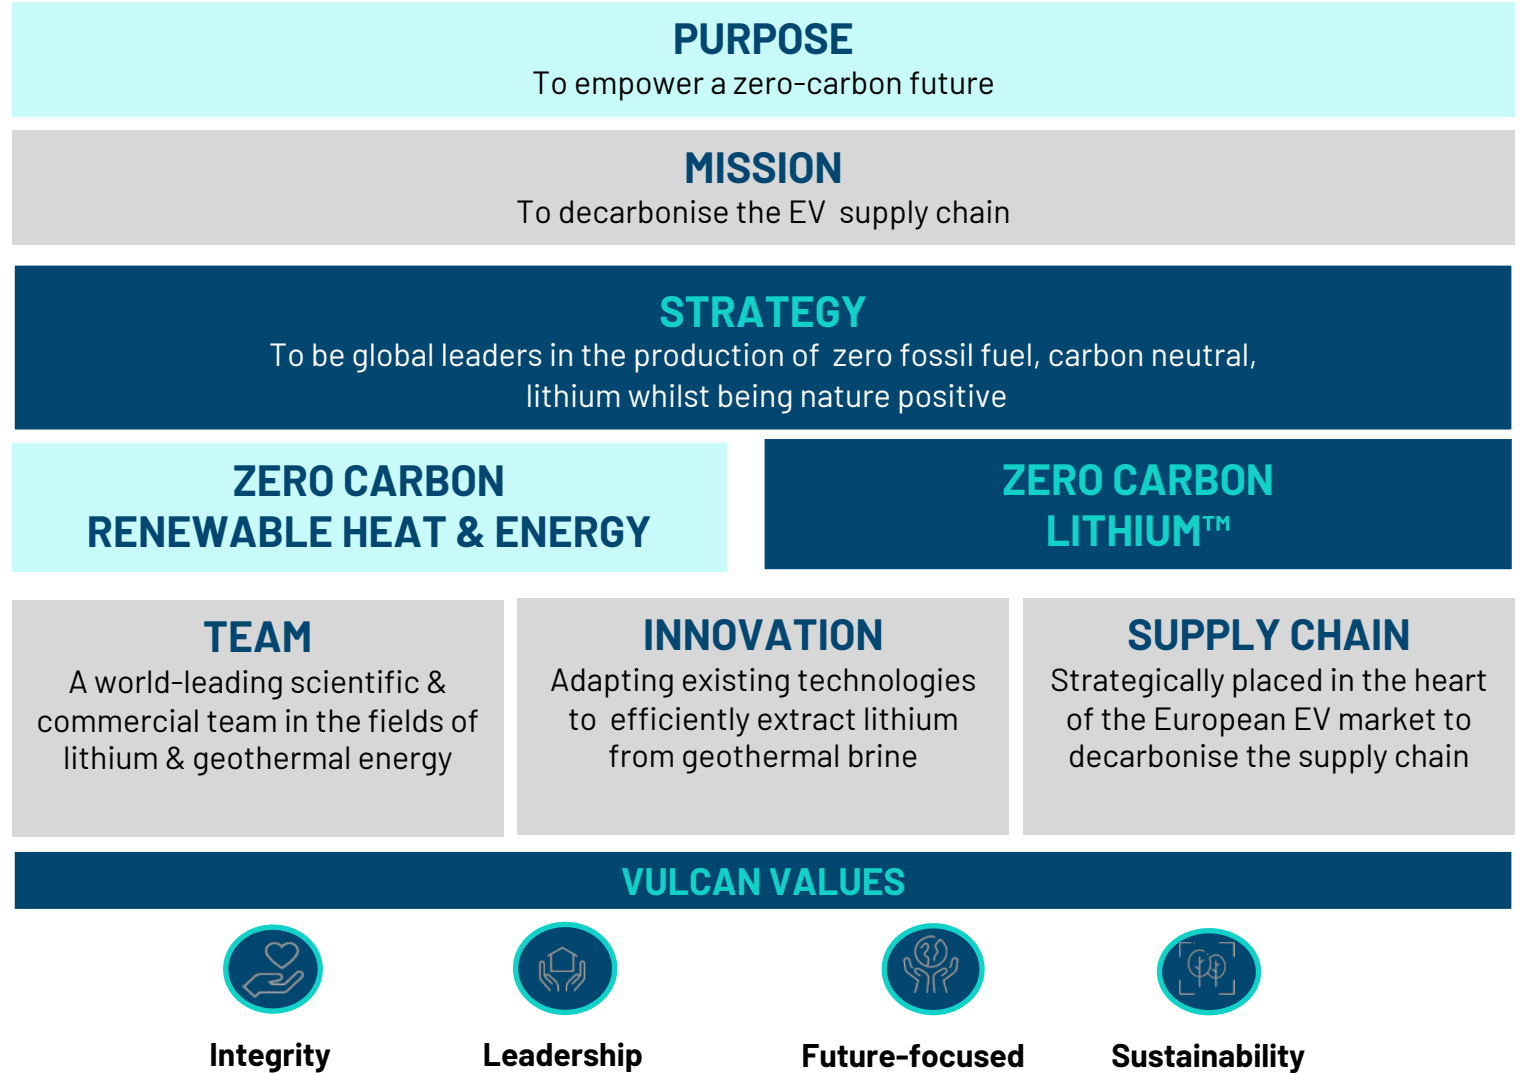 PURPOSE
To empower a zero-carbon future
MISSION
To decarbonise the EV supply chain
STRATEGY
To be global leaders in the production of zero fossil fuel, carbon neutral,
lithium whilst being nature positive
ZERO CARBON
RENEWABLE HEAT & ENERGY
ZERO CARBON
LITHIUM™
TEAM
A world-leading scientific &
commercial team in the fields of
lithium & geothermal energy
INNOVATION
Adapting existing technologies
to efficiently extract lithium
from geothermal brine
SUPPLY CHAIN
Strategically placed in the heart
of the European EV market to
decarbonise the supply chain
VULCAN VALUES
Integrity
Leadership
Future-focused
Sustainability